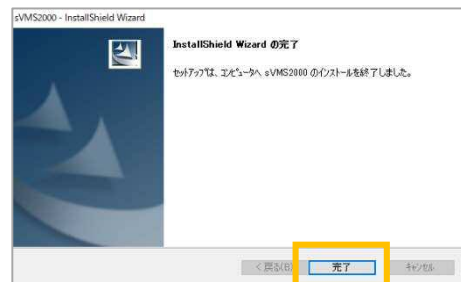 sVMS2000 - InstallShield Wizard
InstallShield Wizard の完了
ｾｯﾄｱｯﾌﾟは、ｺﾝﾋﾟｭｰﾀへ sVMS2000 のｲﾝｽﾄｰﾙを終了しました。
< 戻る(B)
完了
ｷｬﾝｾﾙ